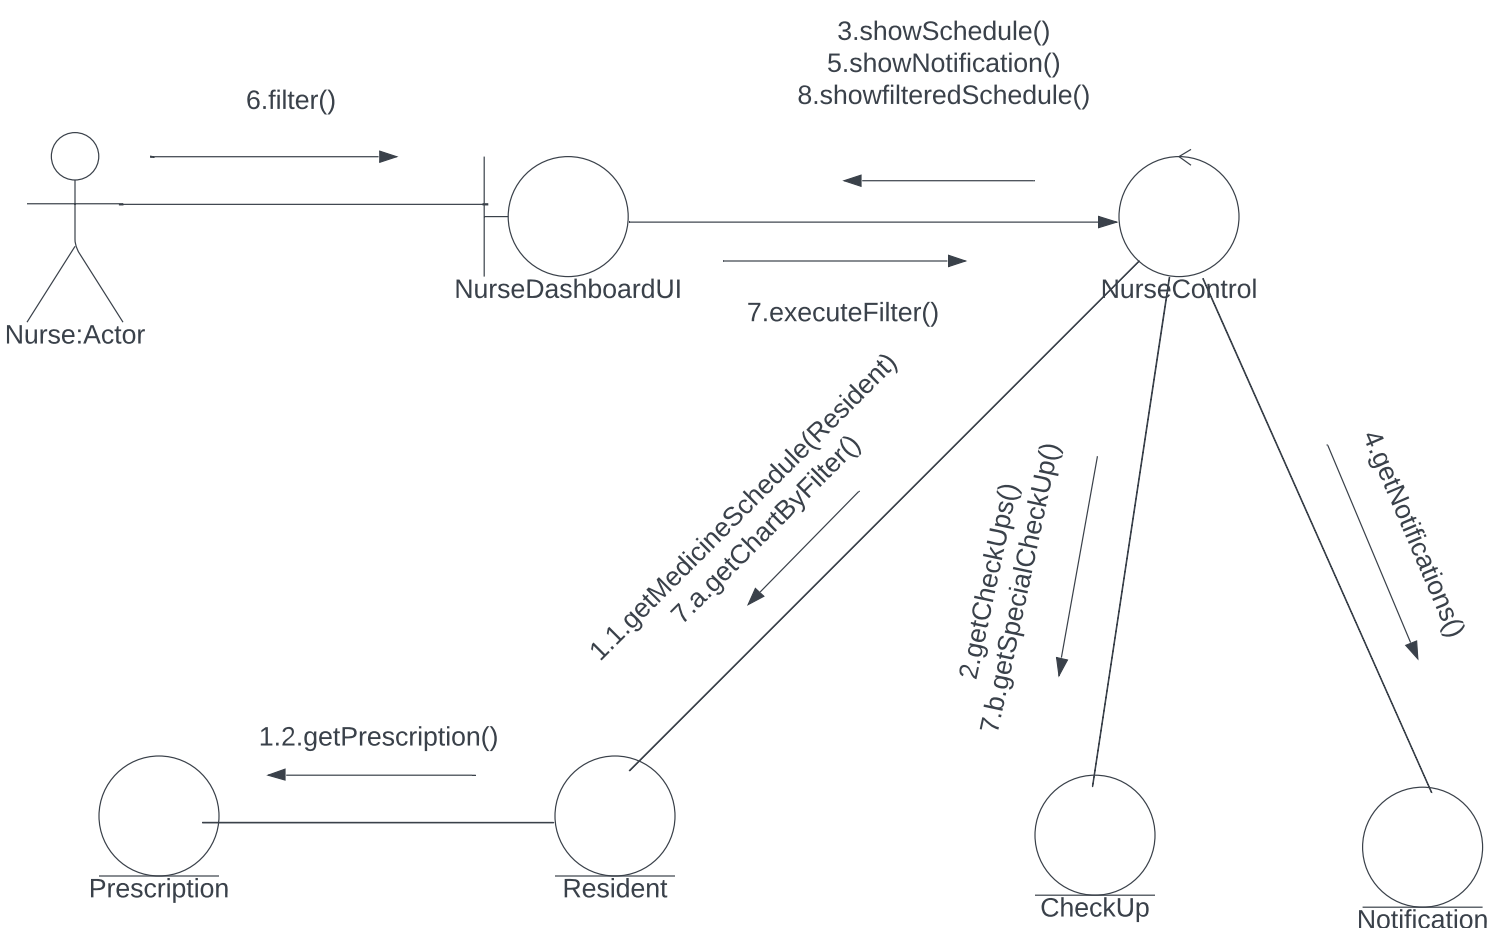 3.showSchedule()
5.showNotification()
8.showfilteredSchedule()
6.filter()
NurseDashboardUI
NurseControl
7.executeFilter()
Nurse:Actor
1.1.getMedicineSchedule(Resident)
7.a.getChartByFilter()
2.getCheckUps()
7.b.getSpecialCheckUp()
4.getNotifications()
1.2.getPrescription()
Prescription
Resident
CheckUp
Notification